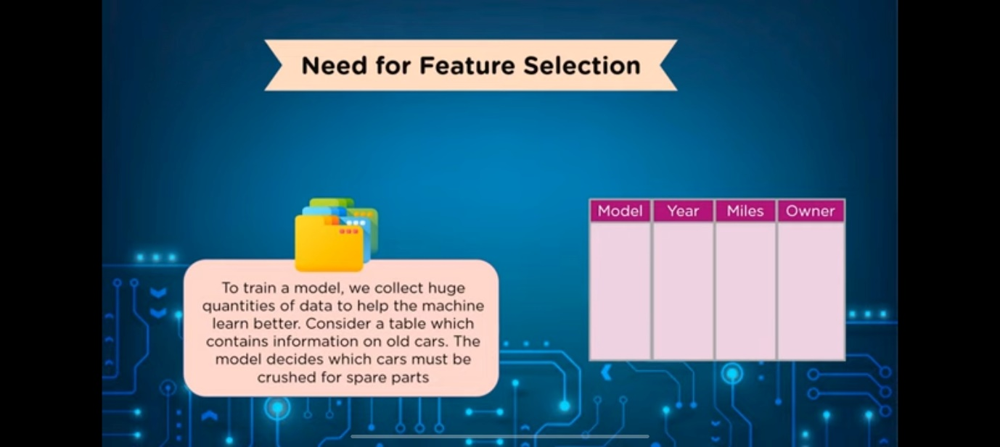 Need for Feature Selection
To train a model, we collect huge
quantities of data to help the machine
learn better. Consider a table which
contains information on old cars. The
model decides which cars must be
crushed for spare parts
Model Year Miles Owner